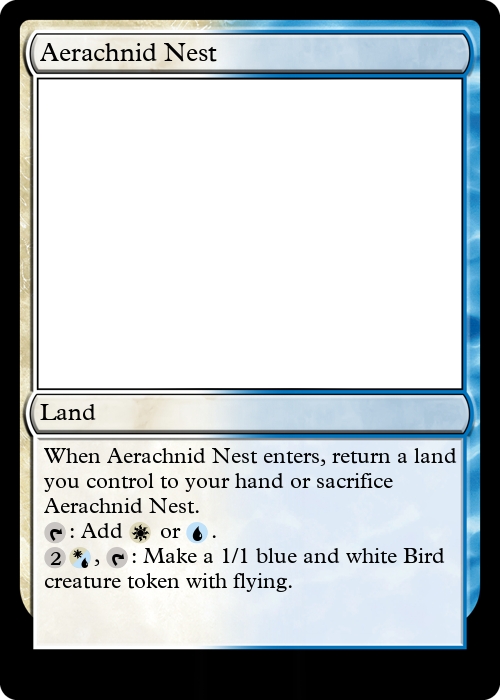 Aerachnid Nest
Land
When Aerachnid Nest enters, return a land
you control to your hand or sacrifice
Aerachnid Nest.
: Add or .
2 , : Make a 1/1 blue and white Bird
creature token with flying.